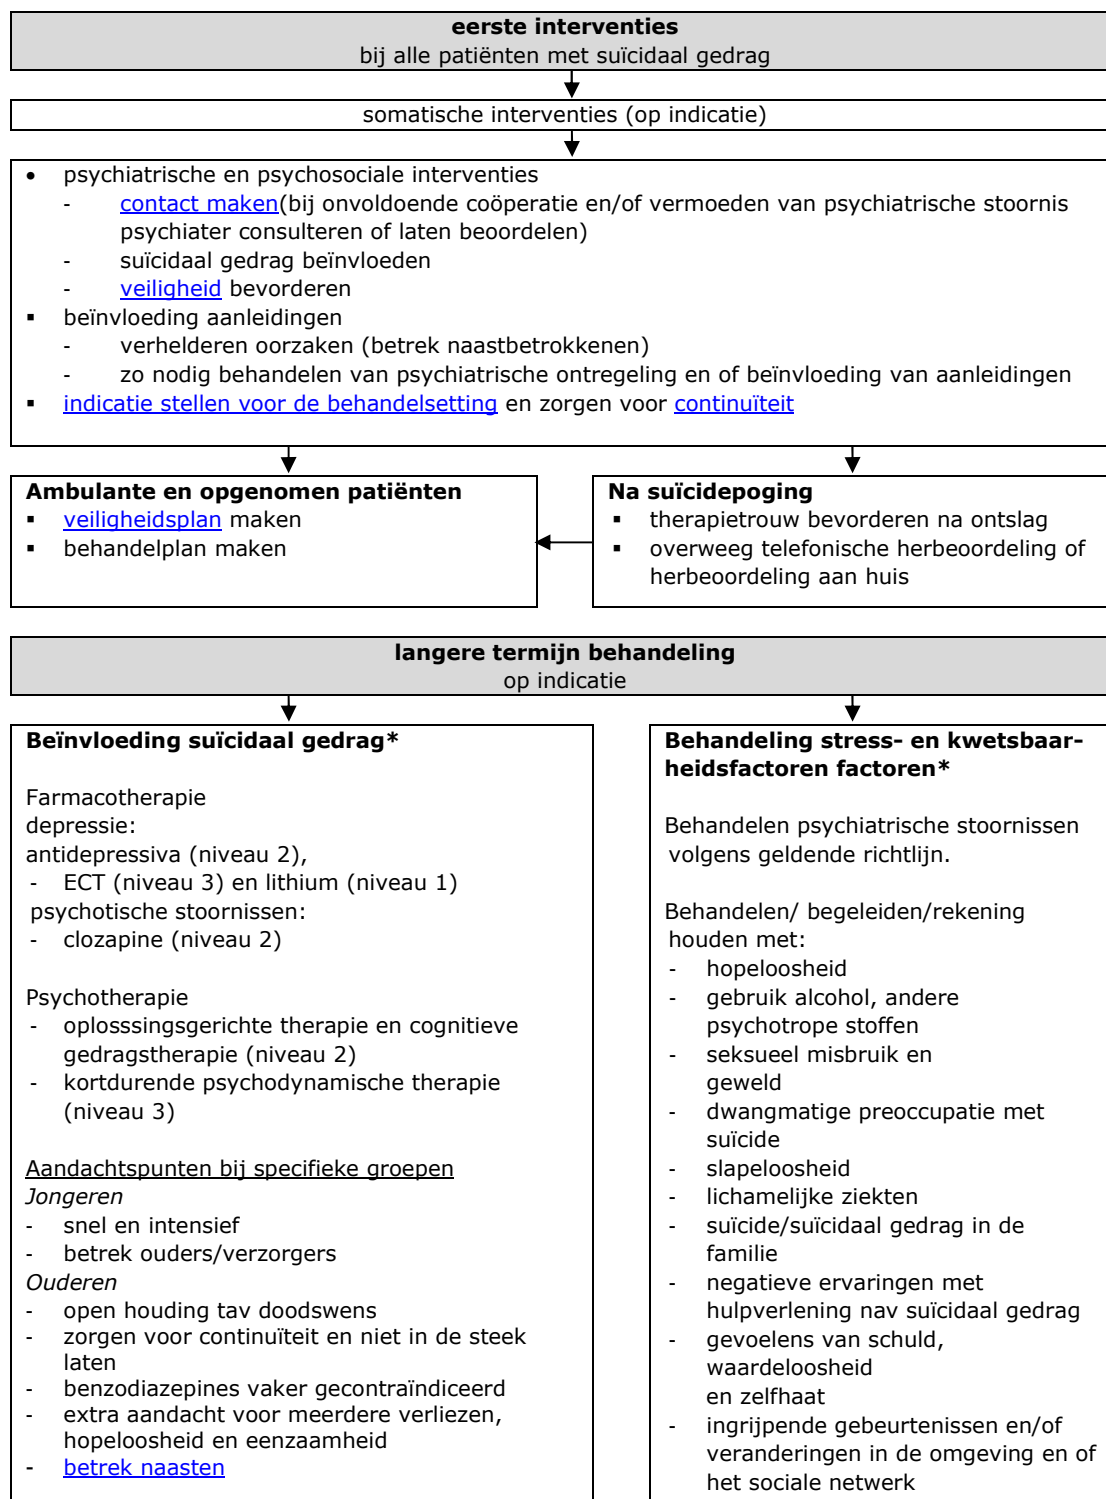 eerste interventies
bij alle patiënten met suïcidaal gedrag
somatische interventies (op indicatie)
• psychiatrische en psychosociale interventies
- contact maken(bij onvoldoende coöperatie en/of vermoeden van psychiatrische stoornis
psychiater consulteren of laten beoordelen)
- suïcidaal gedrag beïnvloeden
- veiligheid bevorderen
▪ beïnvloeding aanleidingen
- verhelderen oorzaken (betrek naastbetrokkenen)
- zo nodig behandelen van psychiatrische ontregeling en of beïnvloeding van aanleidingen
▪ indicatie stellen voor de behandelsetting en zorgen voor continuïteit
Ambulante en opgenomen patiënten
▪ veiligheidsplan maken
▪ behandelplan maken
Na suïcidepoging
▪ therapietrouw bevorderen na ontslag
▪ overweeg telefonische herbeoordeling of
herbeoordeling aan huis
langere termijn behandeling
op indicatie
Beïnvloeding suïcidaal gedrag*
Farmacotherapie
depressie:
antidepressiva (niveau 2),
- ECT (niveau 3) en lithium (niveau 1)
psychotische stoornissen:
- clozapine (niveau 2)
Psychotherapie
- oplosssingsgerichte therapie en cognitieve
gedragstherapie (niveau 2)
- kortdurende psychodynamische therapie
(niveau 3)
Aandachtspunten bij specifieke groepen
Jongeren
- snel en intensief
- betrek ouders/verzorgers
Ouderen
- open houding tav doodswens
- zorgen voor continuïteit en niet in de steek
laten
- benzodiazepines vaker gecontraïndiceerd
- extra aandacht voor meerdere verliezen,
hopeloosheid en eenzaamheid
- betrek naasten
Behandeling stress- en kwetsbaar-
heidsfactoren factoren*
Behandelen psychiatrische stoornissen
volgens geldende richtlijn.
Behandelen/ begeleiden/rekening
houden met:
- hopeloosheid
- gebruik alcohol, andere
psychotrope stoffen
- seksueel misbruik en
geweld
- dwangmatige preoccupatie met
suïcide
- slapeloosheid
- lichamelijke ziekten
- suïcide/suïcidaal gedrag in de
familie
- negatieve ervaringen met
hulpverlening nav suïcidaal gedrag
- gevoelens van schuld,
waardeloosheid
en zelfhaat
- ingrijpende gebeurtenissen en/of
veranderingen in de omgeving en of
het sociale netwerk